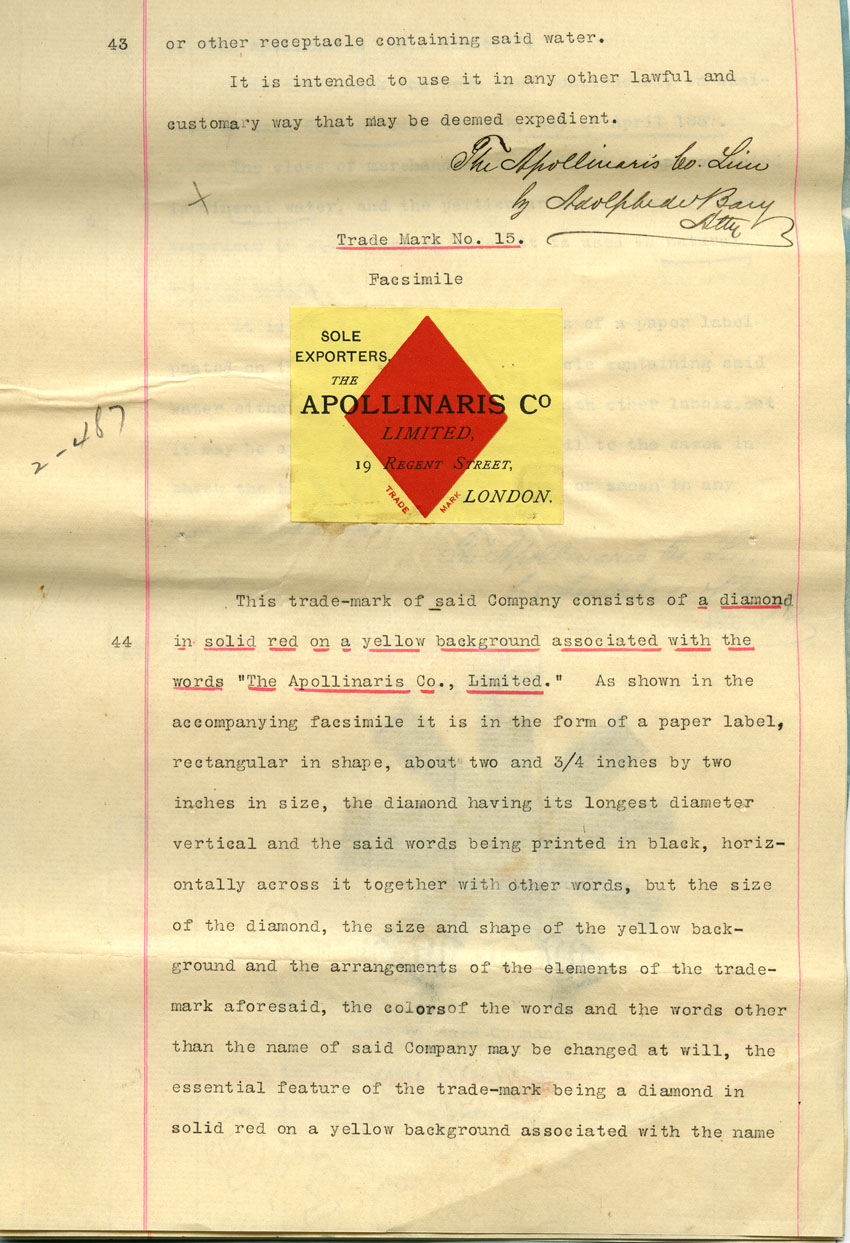 43 or other receptacle containing said water.
It is intended to use it in any other lawful and
customary way that may be deemed expedient.
The Apollinaris Co. Lim
by Adolphe de Bary
Atty
Trade Mark No. 15.
Facsimile
SOLE
EXPORTERS,
THE
APOLLINARIS CO
LIMITED,
19 REGENT STREET,
TRADE MARK
LONDON.
2-487
This trade-mark of said Company consists of a diamond
44 in solid red on a yellow background associated with the
words "The Apollinaris Co., Limited." As shown in the
accompanying facsimile it is in the form of a paper label,
rectangular in shape, about two and 3/4 inches by two
inches in size, the diamond having its longest diameter
vertical and the said words being printed in black, horiz-
ontally across it together with other words, but the size
of the diamond, the size and shape of the yellow back-
ground and the arrangements of the elements of the trade-
mark aforesaid, the colorsof the words and the words other
than the name of said Company may be changed at will, the
essential feature of the trade-mark being a diamond in
solid red on a yellow background associated with the name